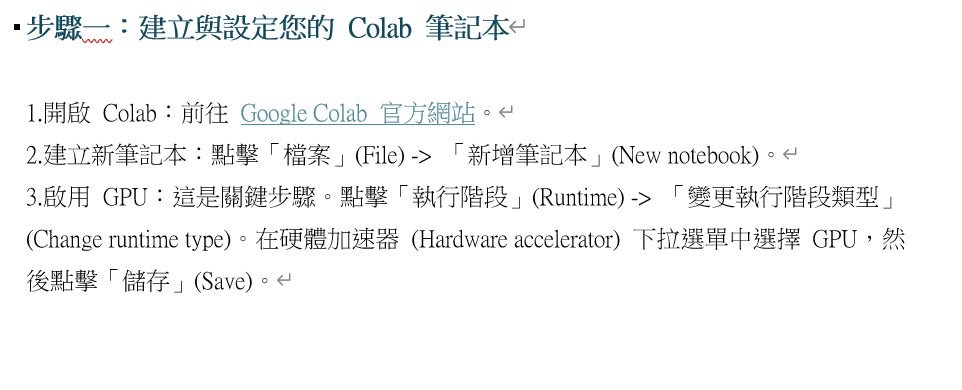 步驟一：建立與設定您的 Colab 筆記本
1.開啟 Colab：前往 Google Colab 官方網站。
2.建立新筆記本：點擊「檔案」(File) -> 「新增筆記本」(New notebook)。
3.啟用 GPU：這是關鍵步驟。點擊「執行階段」(Runtime) -> 「變更執行階段類型」
(Change runtime type)。在硬體加速器 (Hardware accelerator) 下拉選單中選擇 GPU，然
後點擊「儲存」(Save)。